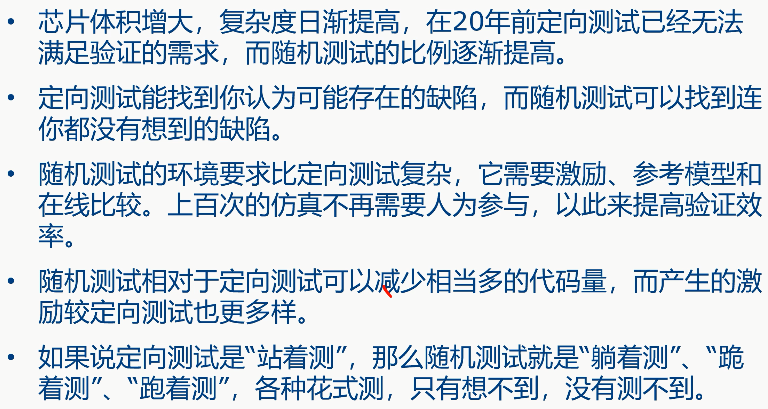 • 芯片体积增大，复杂度日渐提高，在20年前定向测试已经无法
满足验证的需求，而随机测试的比例逐渐提高。
• 定向测试能找到你认为可能存在的缺陷，而随机测试可以找到连
你都没有想到的缺陷。
• 随机测试的环境要求比定向测试复杂，它需要激励、参考模型和
在线比较。上百次的仿真不再需要人为参与，以此来提高验证效
率。
• 随机测试相对于定向测试可以减少相当多的代码量，而产生的激
励较定向测试也更多样。
• 如果说定向测试是“站着测”，那么随机测试就是“躺着测”、“跪
着测”、“跑着测”，各种花式测，只有想不到，没有测不到。